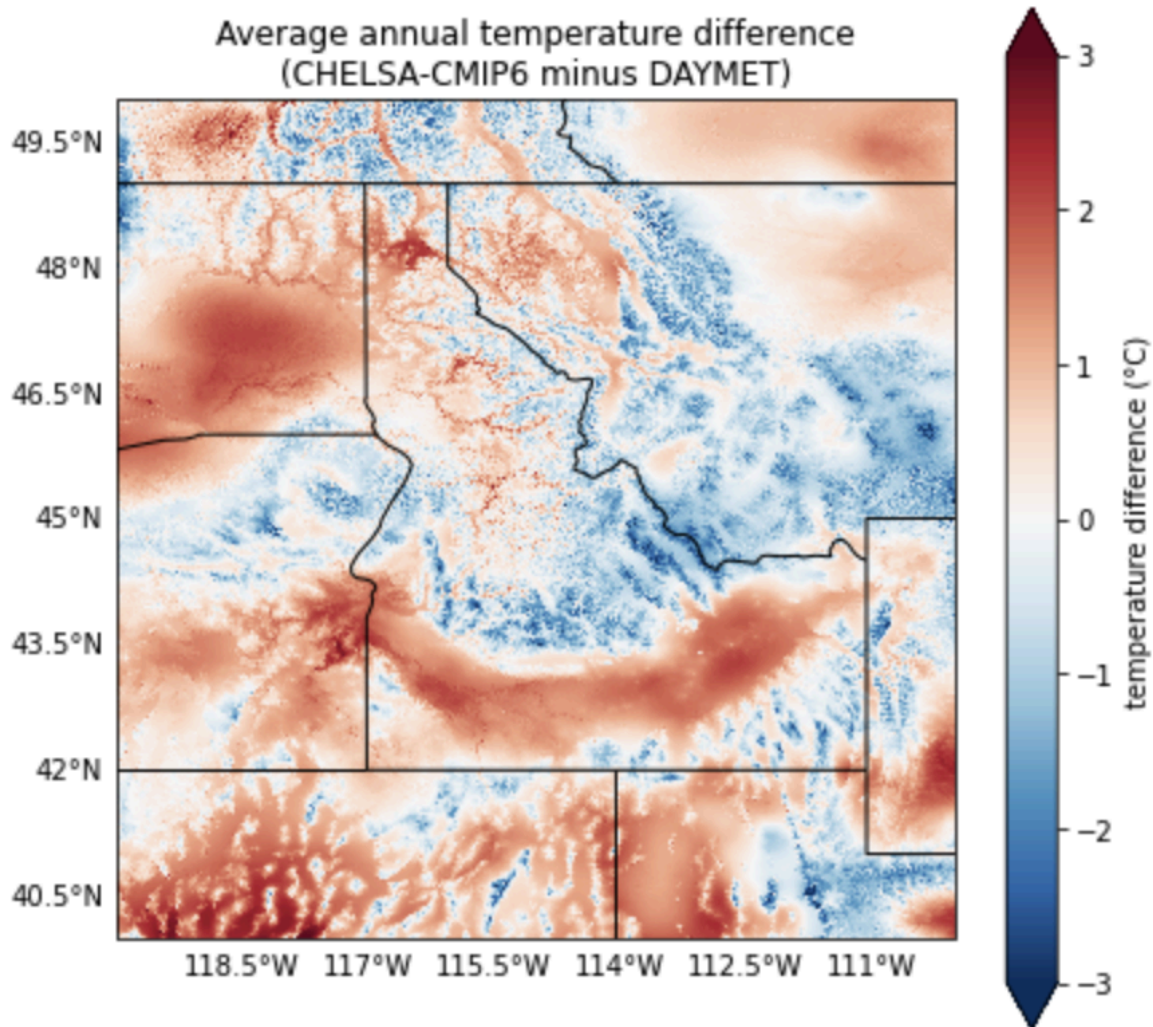 Average annual temperature difference
(CHELSA-CMIP6 minus DAYMET)
49.5°N
48°N
46.5°N
45°N
43.5°N
42°N
40.5°N
118.5°W 117°W 115.5°W 114°W 112.5°W 111°W
3
2
1
0
−1
−2
−3
temperature difference (°C)